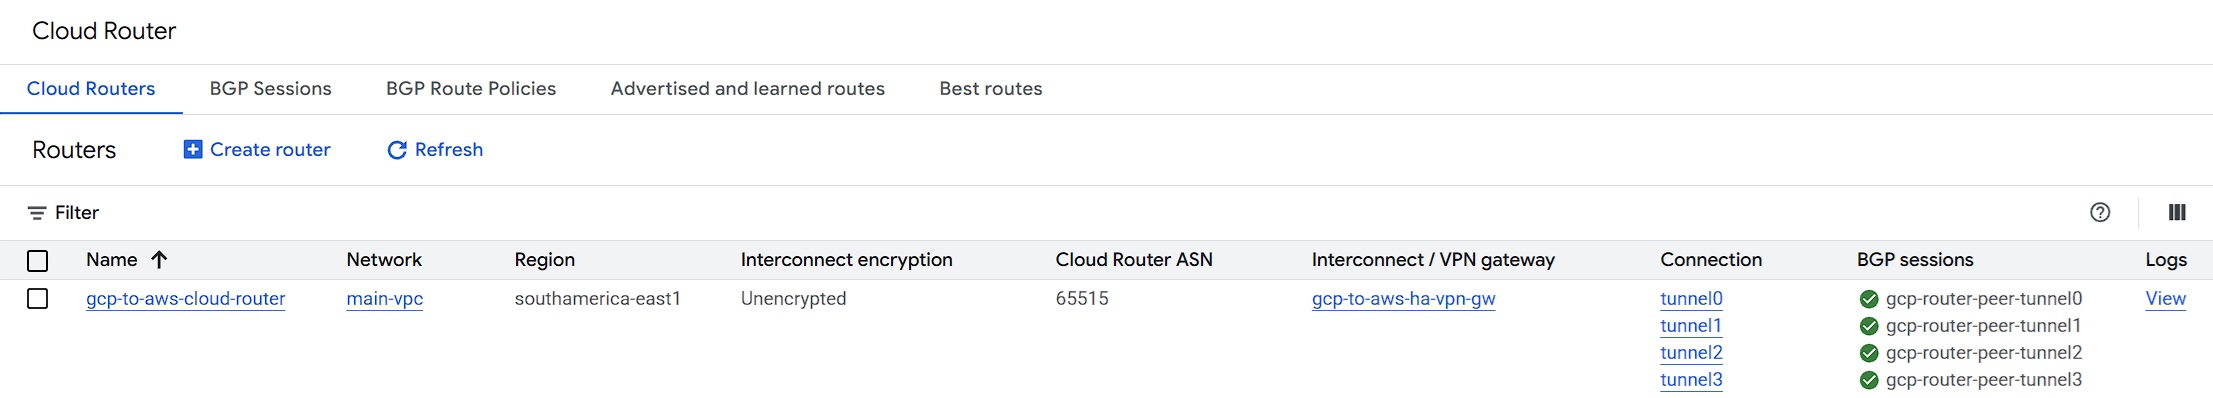 Cloud Router
Cloud Routers BGP Sessions BGP Route Policies Advertised and learned routes Best routes
Routers Create router Refresh
Filter
Name Network Region Interconnect encryption Cloud Router ASN Interconnect / VPN gateway Connection BGP sessions Logs
gcp-to-aws-cloud-router main-vpc southamerica-east1 Unencrypted 65515 gcp-to-aws-ha-vpn-gw tunnel0 gcp-router-peer-tunnel0 View
tunnel1 gcp-router-peer-tunnel1
tunnel2 gcp-router-peer-tunnel2
tunnel3 gcp-router-peer-tunnel3